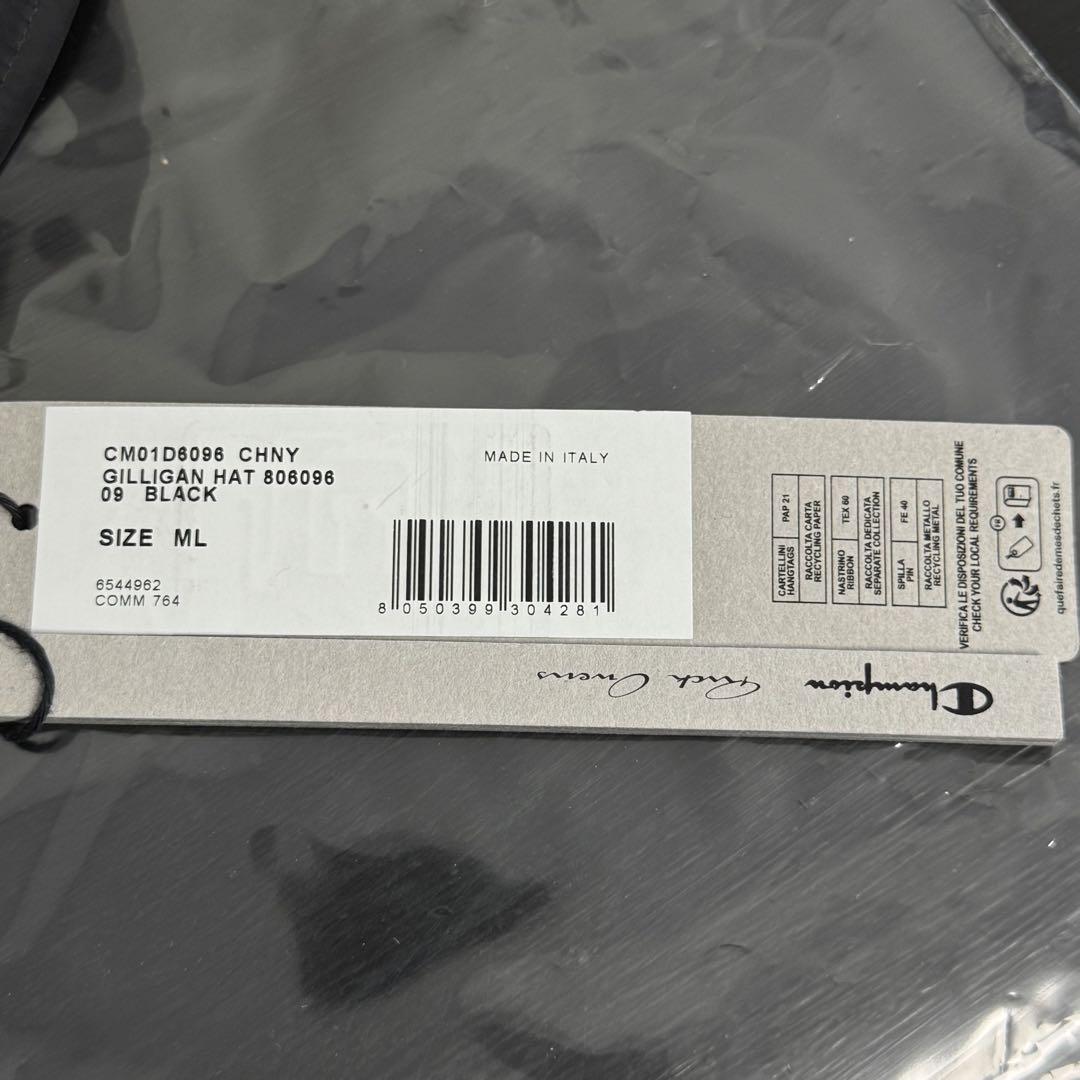 CM01D6096 CHNY
GILLIGAN HAT 806096
09 BLACK
SIZE ML
6544962
COMM 764
MADE IN ITALY
8 050399 304281
CARTELLINI
HANGTAGS
PAP 21
RACCOLTA CARTA
RECYCLING PAPER
NASTRINO
RIBBON
TEX 60
RACCOLTA DEDICATA
SEPARATE COLLECTION
SPILLA
PIN
FE 40
RACCOLTA METALLO
RECYCLING METAL
VERIFICA LE DISPOSIZIONI DEL TUO COMUNE
CHECK YOUR LOCAL REQUIREMENTS
FR
quefairedemesdechets.fr
Champion Rick Owens